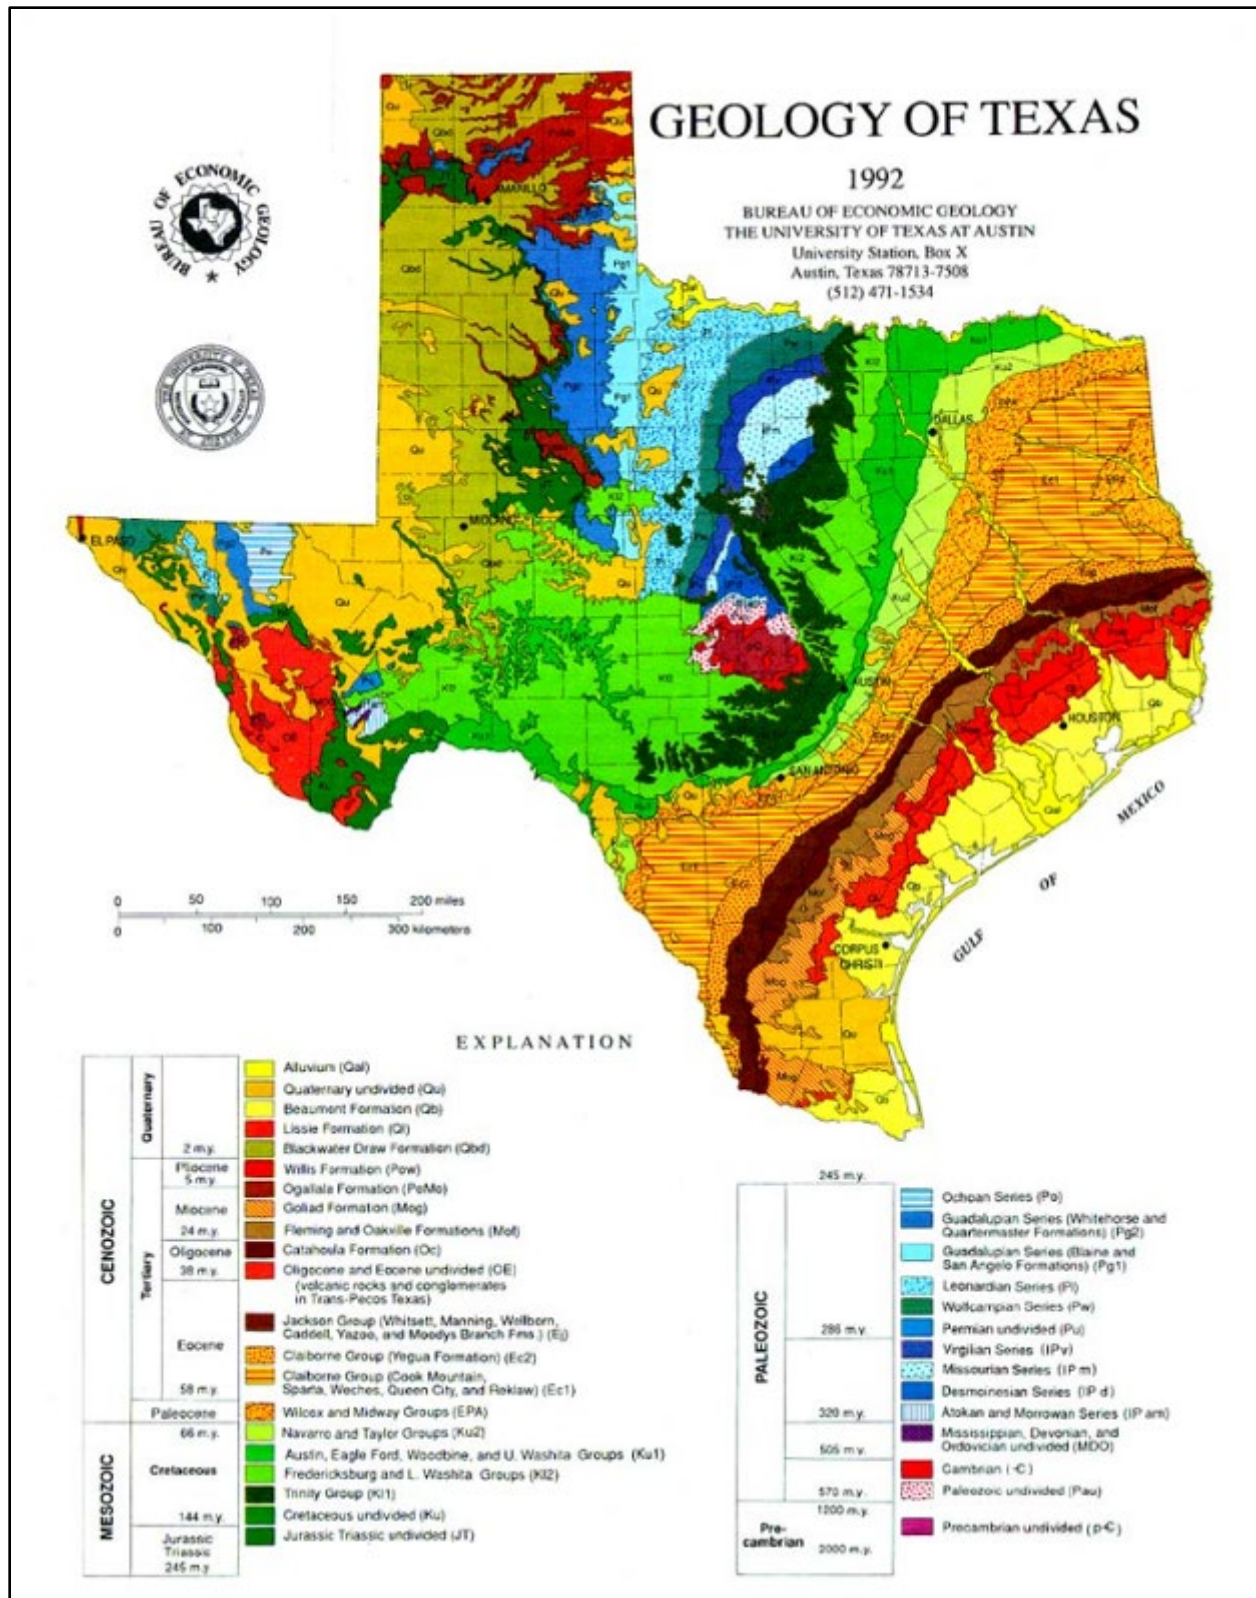 GEOLOGY OF TEXAS
1992
BUREAU OF ECONOMIC GEOLOGY
THE UNIVERSITY OF TEXAS AT AUSTIN
University Station, Box X
Austin, Texas 78713-7508
(512) 471-1534
BUREAU OF ECONOMIC GEOLOGY
AMARILLO
Qbd
Qu
Pg1
Pg2
DALLAS
MIDLAND
EL PASO
AUSTIN
HOUSTON
SAN ANTONIO
CORPUS
CHRISTI
GULF OF MEXICO
0 50 100 150 200 miles
0 100 200 300 kilometers
EXPLANATION
CENOZOIC
Quaternary
2 m.y.
Tertiary
Pliocene
5 m.y.
Miocene
24 m.y.
Oligocene
38 m.y.
Eocene
58 m.y.
Paleocene
66 m.y.
MESOZOIC
Cretaceous
144 m.y.
Jurassic
Triassic
245 m.y.
Alluvium (Qal)
Quaternary undivided (Qu)
Beaumont Formation (Qb)
Lissie Formation (Ql)
Blackwater Draw Formation (Qbd)
Willis Formation (Pow)
Ogallala Formation (PoMo)
Goliad Formation (Mog)
Fleming and Oakville Formations (Mof)
Catahoula Formation (Oc)
Oligocene and Eocene undivided (OE)
(volcanic rocks and conglomerates
in Trans-Pecos Texas)
Jackson Group (Whitsett, Manning, Wellborn,
Caddell, Yazoo, and Moodys Branch Fms.) (Ej)
Claiborne Group (Yegua Formation) (Ec2)
Claiborne Group (Cook Mountain,
Sparta, Weches, Queen City, and Reklaw) (Ec1)
Wilcox and Midway Groups (EPA)
Navarro and Taylor Groups (Ku2)
Austin, Eagle Ford, Woodbine, and U. Washita Groups (Ku1)
Fredericksburg and L. Washita Groups (Kl2)
Trinity Group (Kl1)
Cretaceous undivided (Ku)
Jurassic Triassic undivided (JT)
245 m.y.
PALEOZOIC
286 m.y.
320 m.y.
505 m.y.
570 m.y.
Pre-
cambrian
1200 m.y.
2000 m.y.
Ochoan Series (Po)
Guadalupian Series (Whitehorse and
Quartermaster Formations) (Pg2)
Guadalupian Series (Blaine and
San Angelo Formations) (Pg1)
Leonardian Series (Pl)
Wolfcampian Series (Pw)
Permian undivided (Pu)
Virgilian Series (IPv)
Missourian Series (IP m)
Desmoinesian Series (IP d)
Atokan and Morrowan Series (IP am)
Mississippian, Devonian, and
Ordovician undivided (MDO)
Cambrian (-C)
Paleozoic undivided (Pau)
Precambrian undivided (p-C)